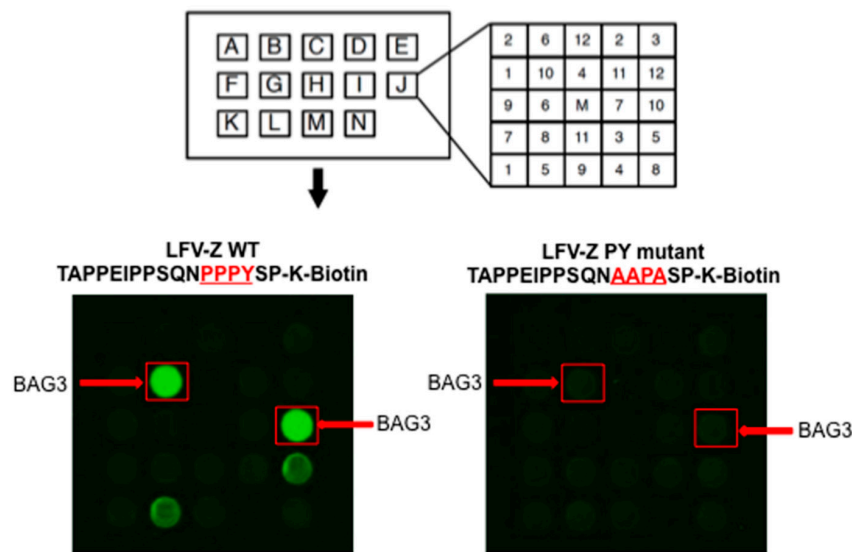 A B C D E
F G H I J
K L M N
2 6 12 2 3
1 10 4 11 12
9 6 M 7 10
7 8 11 3 5
1 5 9 4 8
LFV-Z WT
TAPPEIPPSQNPPPYSP-K-Biotin
BAG3
BAG3
LFV-Z PY mutant
TAPPEIPPSQNAAPASP-K-Biotin
BAG3
BAG3